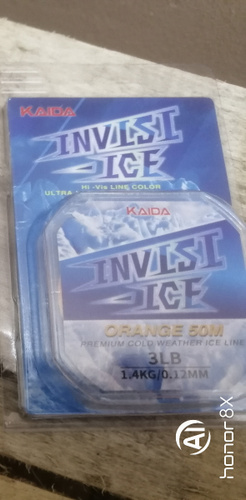 KAIDA
INVISI
ICE
Hi-Vis LINE COLOR
ULTRA
KAIDA
INVISI
ICE
ORANGE 50M
PREMIUM COLD WEATHER ICE LINE
3LB
1.4KG/0.12MM
AI
honor 8X